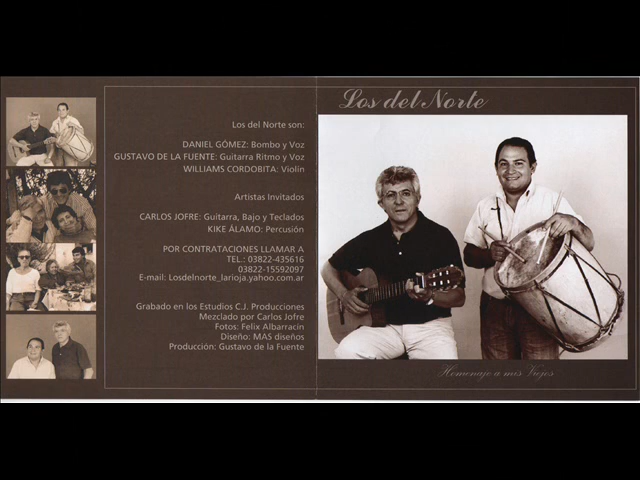 Los del Norte son:
DANIEL GÓMEZ: Bombo y Voz
GUSTAVO DE LA FUENTE: Guitarra Ritmo y Voz
WILLIAMS CORDOBITA: Violín
Artistas Invitados
CARLOS JOFRE: Guitarra, Bajo y Teclados
KIKE ÁLAMO: Percusión
POR CONTRATACIONES LLAMAR A
TEL.: 03822-435616
03822-15592097
E-mail: Losdelnorte_larioja.yahoo.com.ar
Grabado en los Estudios C.J. Producciones
Mezclado por Carlos Jofre
Fotos: Felix Albarracin
Diseño: MAS diseños
Producción: Gustavo de la Fuente
Los del Norte
Homenaje a mis Viejos